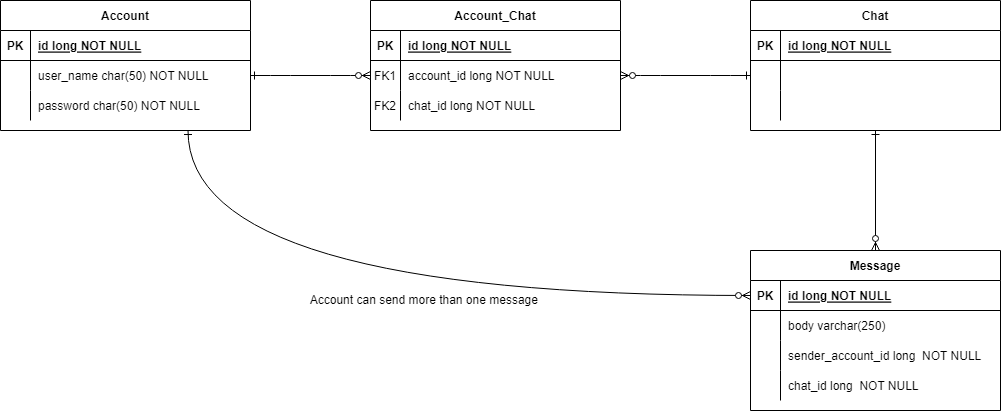 Account
PK id long NOT NULL
user_name char(50) NOT NULL
password char(50) NOT NULL
Account_Chat
PK id long NOT NULL
FK1 account_id long NOT NULL
FK2 chat_id long NOT NULL
Chat
PK id long NOT NULL
Account can send more than one message
Message
PK id long NOT NULL
body varchar(250)
sender_account_id long  NOT NULL
chat_id long  NOT NULL